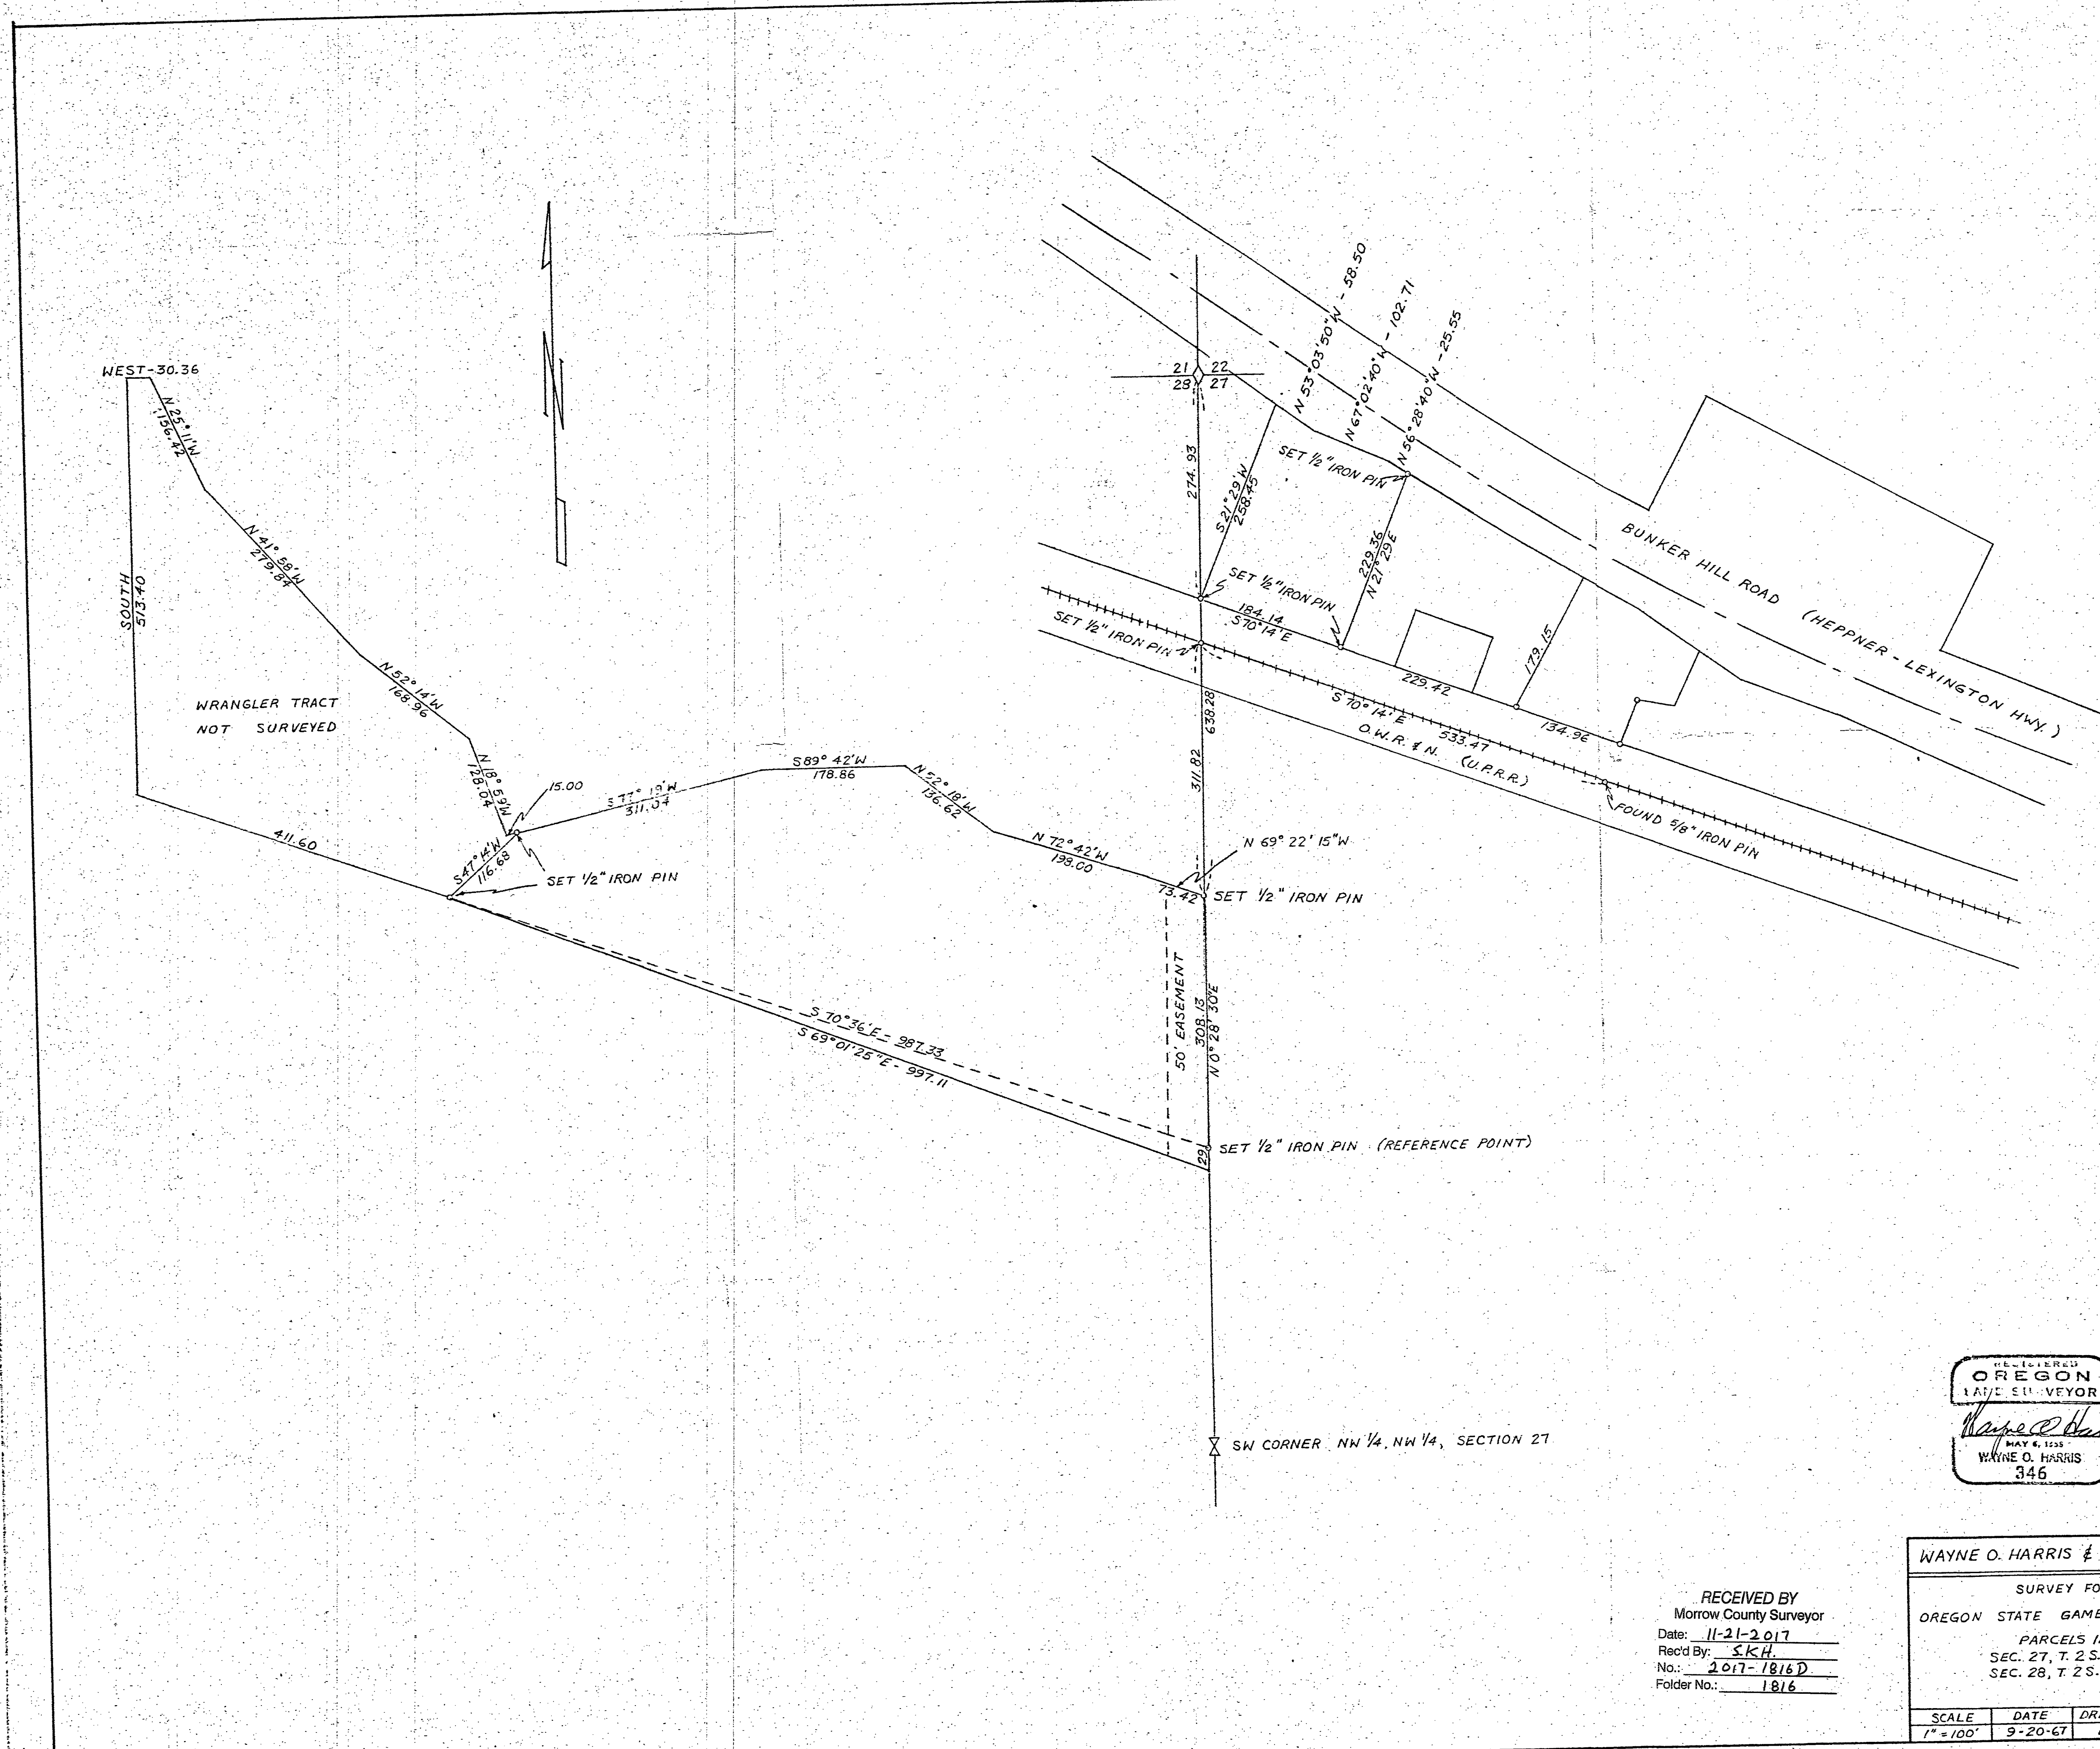 WEST-30.36
N 25° 11' W
156.42
N 41° 58' W
279.84
SOUTH
513.40
N 52° 14' W
168.96
WRANGLER TRACT
NOT SURVEYED
N 18° 59' W
128.04
15.00
S 77° 19' W
311.04
S 89° 42' W
178.86
N 52° 18' W
136.62
N 72° 42' W
198.00
N 69° 22' 15" W
73.42
SET 1/2" IRON PIN
411.60
S 47° 14' W
116.68
SET 1/2" IRON PIN
S 70° 36' E - 987.33
S 69° 01' 25" E - 997.11
50' EASEMENT
308.13
N 0° 28' 30" E
29
SET 1/2" IRON PIN (REFERENCE POINT)
SW CORNER NW 1/4, NW 1/4, SECTION 27
21 22
28 27
274.93
S 21° 29' W
258.45
N 53° 03' 50" W - 58.50
N 67° 02' 40" W - 102.71
N 56° 28' 40" W - 25.55
SET 1/2" IRON PIN
229.36
N 21° 29' E
SET 1/2" IRON PIN
184.14
S 70° 14' E
SET 1/2" IRON PIN
638.28
311.82
229.42
179.15
134.96
S 70° 14' E
533.47
O.W.R. & N. (U.P.R.R.)
FOUND 5/8" IRON PIN
BUNKER HILL ROAD (HEPPNER - LEXINGTON HWY.)
REGISTERED
OREGON
LAND SURVEYOR
MAY 6, 1955
WAYNE O. HARRIS
346
RECEIVED BY
Morrow County Surveyor
Date: 11-21-2017
Rec'd By: S.K.H.
No.: 2017-1816D
Folder No.: 1816
WAYNE O. HARRIS &
SURVEY FO
OREGON STATE GAME
PARCELS
SEC. 27, T. 2 S.
SEC. 28, T. 2 S.
SCALE DATE DR
1" = 100' 9-20-67